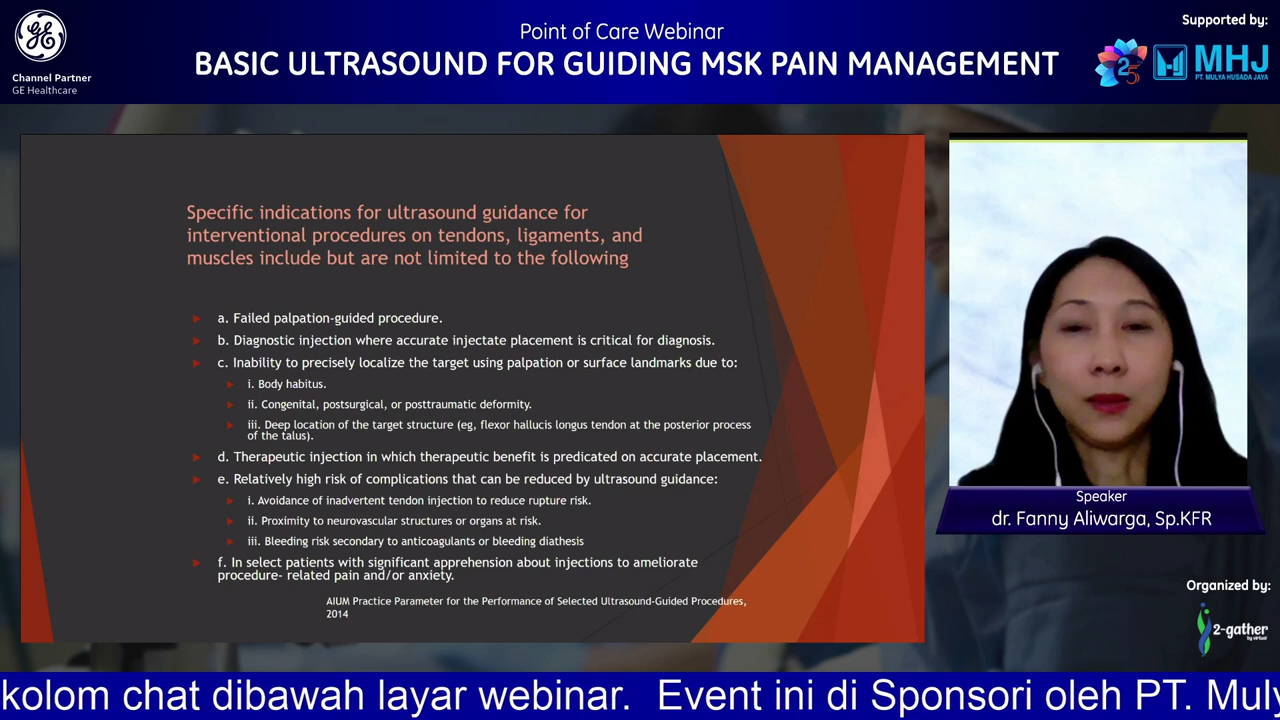 Point of Care Webinar
BASIC ULTRASOUND FOR GUIDING MSK PAIN MANAGEMENT
Channel Partner
GE Healthcare
Supported by:
25
MHJ
PT. MULYA HUSADA JAYA
Specific indications for ultrasound guidance for
interventional procedures on tendons, ligaments, and
muscles include but are not limited to the following
a. Failed palpation-guided procedure.
b. Diagnostic injection where accurate injectate placement is critical for diagnosis.
c. Inability to precisely localize the target using palpation or surface landmarks due to:
i. Body habitus.
ii. Congenital, postsurgical, or posttraumatic deformity.
iii. Deep location of the target structure (eg, flexor hallucis longus tendon at the posterior process
of the talus).
d. Therapeutic injection in which therapeutic benefit is predicated on accurate placement.
e. Relatively high risk of complications that can be reduced by ultrasound guidance:
i. Avoidance of inadvertent tendon injection to reduce rupture risk.
ii. Proximity to neurovascular structures or organs at risk.
iii. Bleeding risk secondary to anticoagulants or bleeding diathesis
f. In select patients with significant apprehension about injections to ameliorate
procedure- related pain and/or anxiety.
AIUM Practice Parameter for the Performance of Selected Ultrasound-Guided Procedures,
2014
Speaker
dr. Fanny Aliwarga, Sp.KFR
Organized by:
2-gather
by virtual
kolom chat dibawah layar webinar.  Event ini di Sponsori oleh PT. Muly